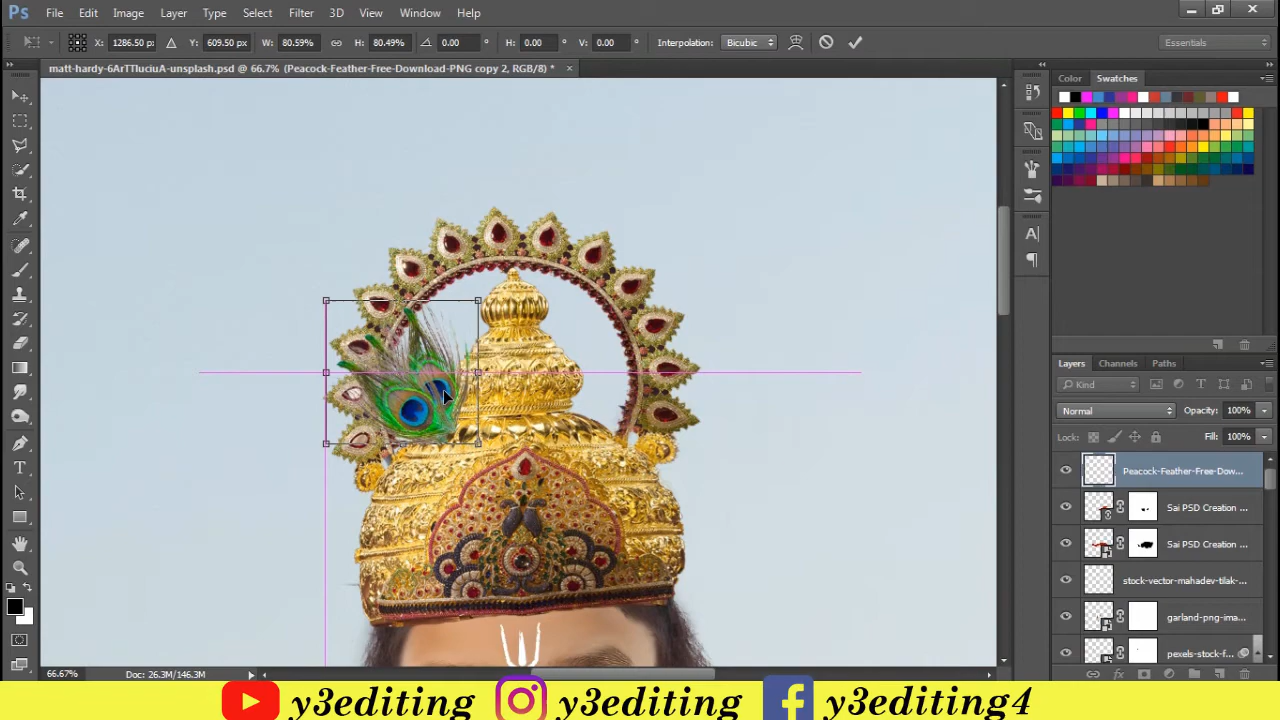 Ps File Edit Image Layer Type Select Filter 3D View Window Help
X: 1286.50 px Y: 609.50 px W: 80.59% H: 80.49% 0.00 ° H: 0.00 ° V: 0.00 ° Interpolation: Bicubic Essentials
matt-hardy-6ArTTluciuA-unsplash.psd @ 66.7% (Peacock-Feather-Free-Download-PNG copy 2, RGB/8) * ×
Color Swatches
Layers Channels Paths
Kind
Normal Opacity: 100%
Lock: Fill: 100%
Peacock-Feather-Free-Dow...
Sai PSD Creation ...
Sai PSD Creation ...
stock-vector-mahadev-tilak-...
garland-png-ima...
pexels-stock-f...
66.67% Doc: 26.3M/146.3M
y3editing y3editing y3editing4